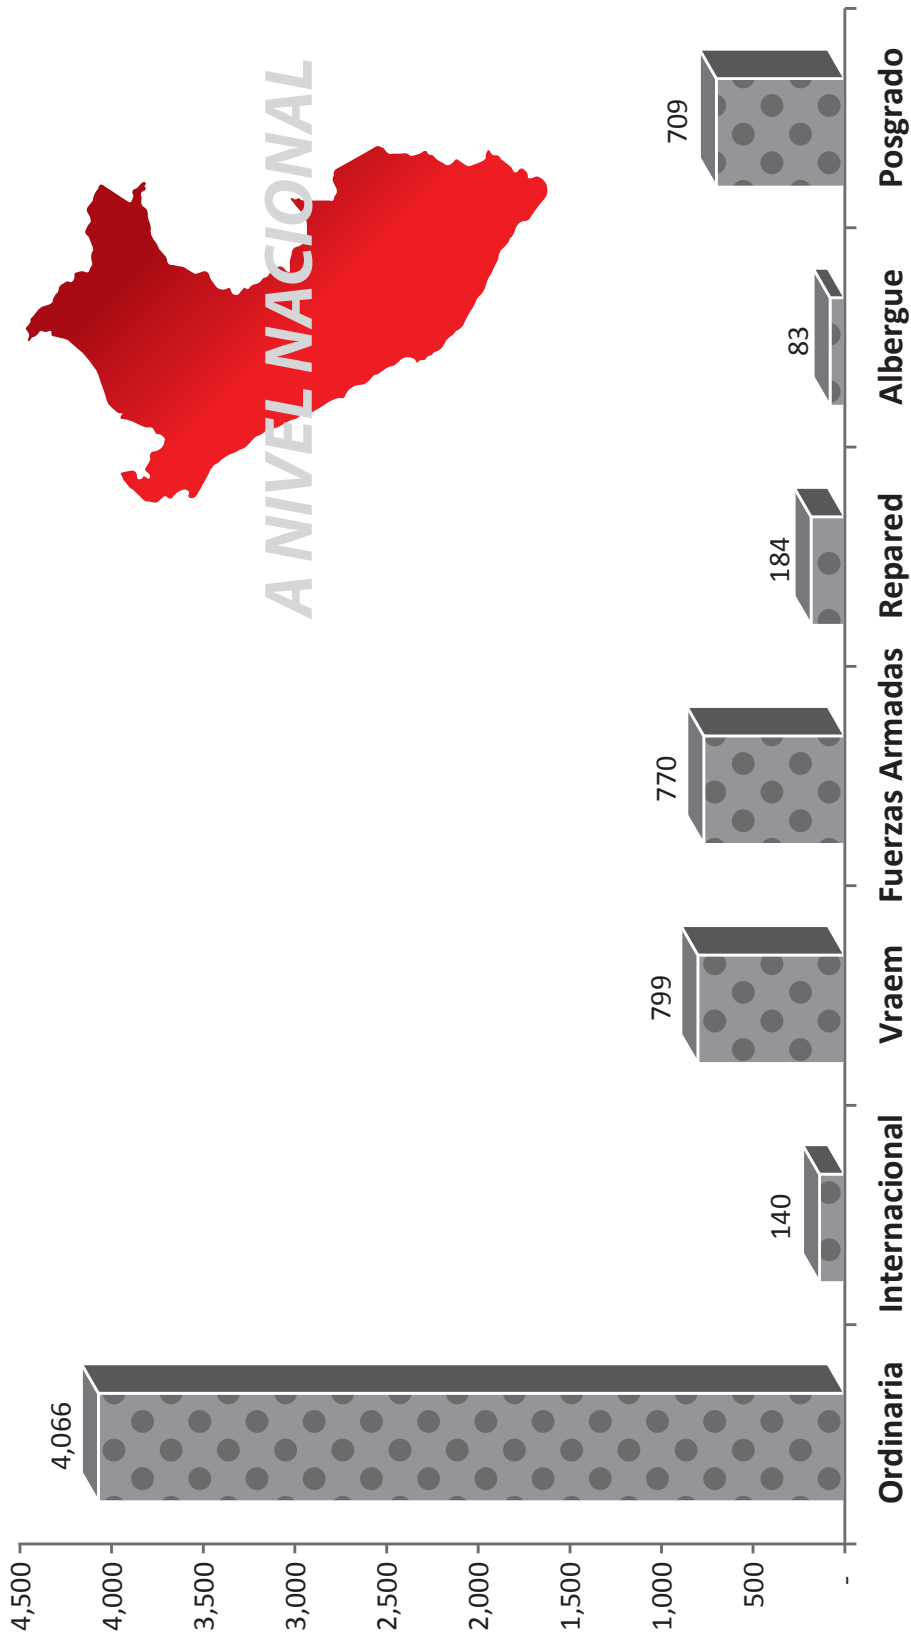 A NIVEL NACIONAL
4,500
4,000
3,500
3,000
2,500
2,000
1,500
1,000
500
-
4,066
140
799
770
184
83
709
Ordinaria
Internacional
Vraem
Fuerzas Armadas
Repared
Albergue
Posgrado